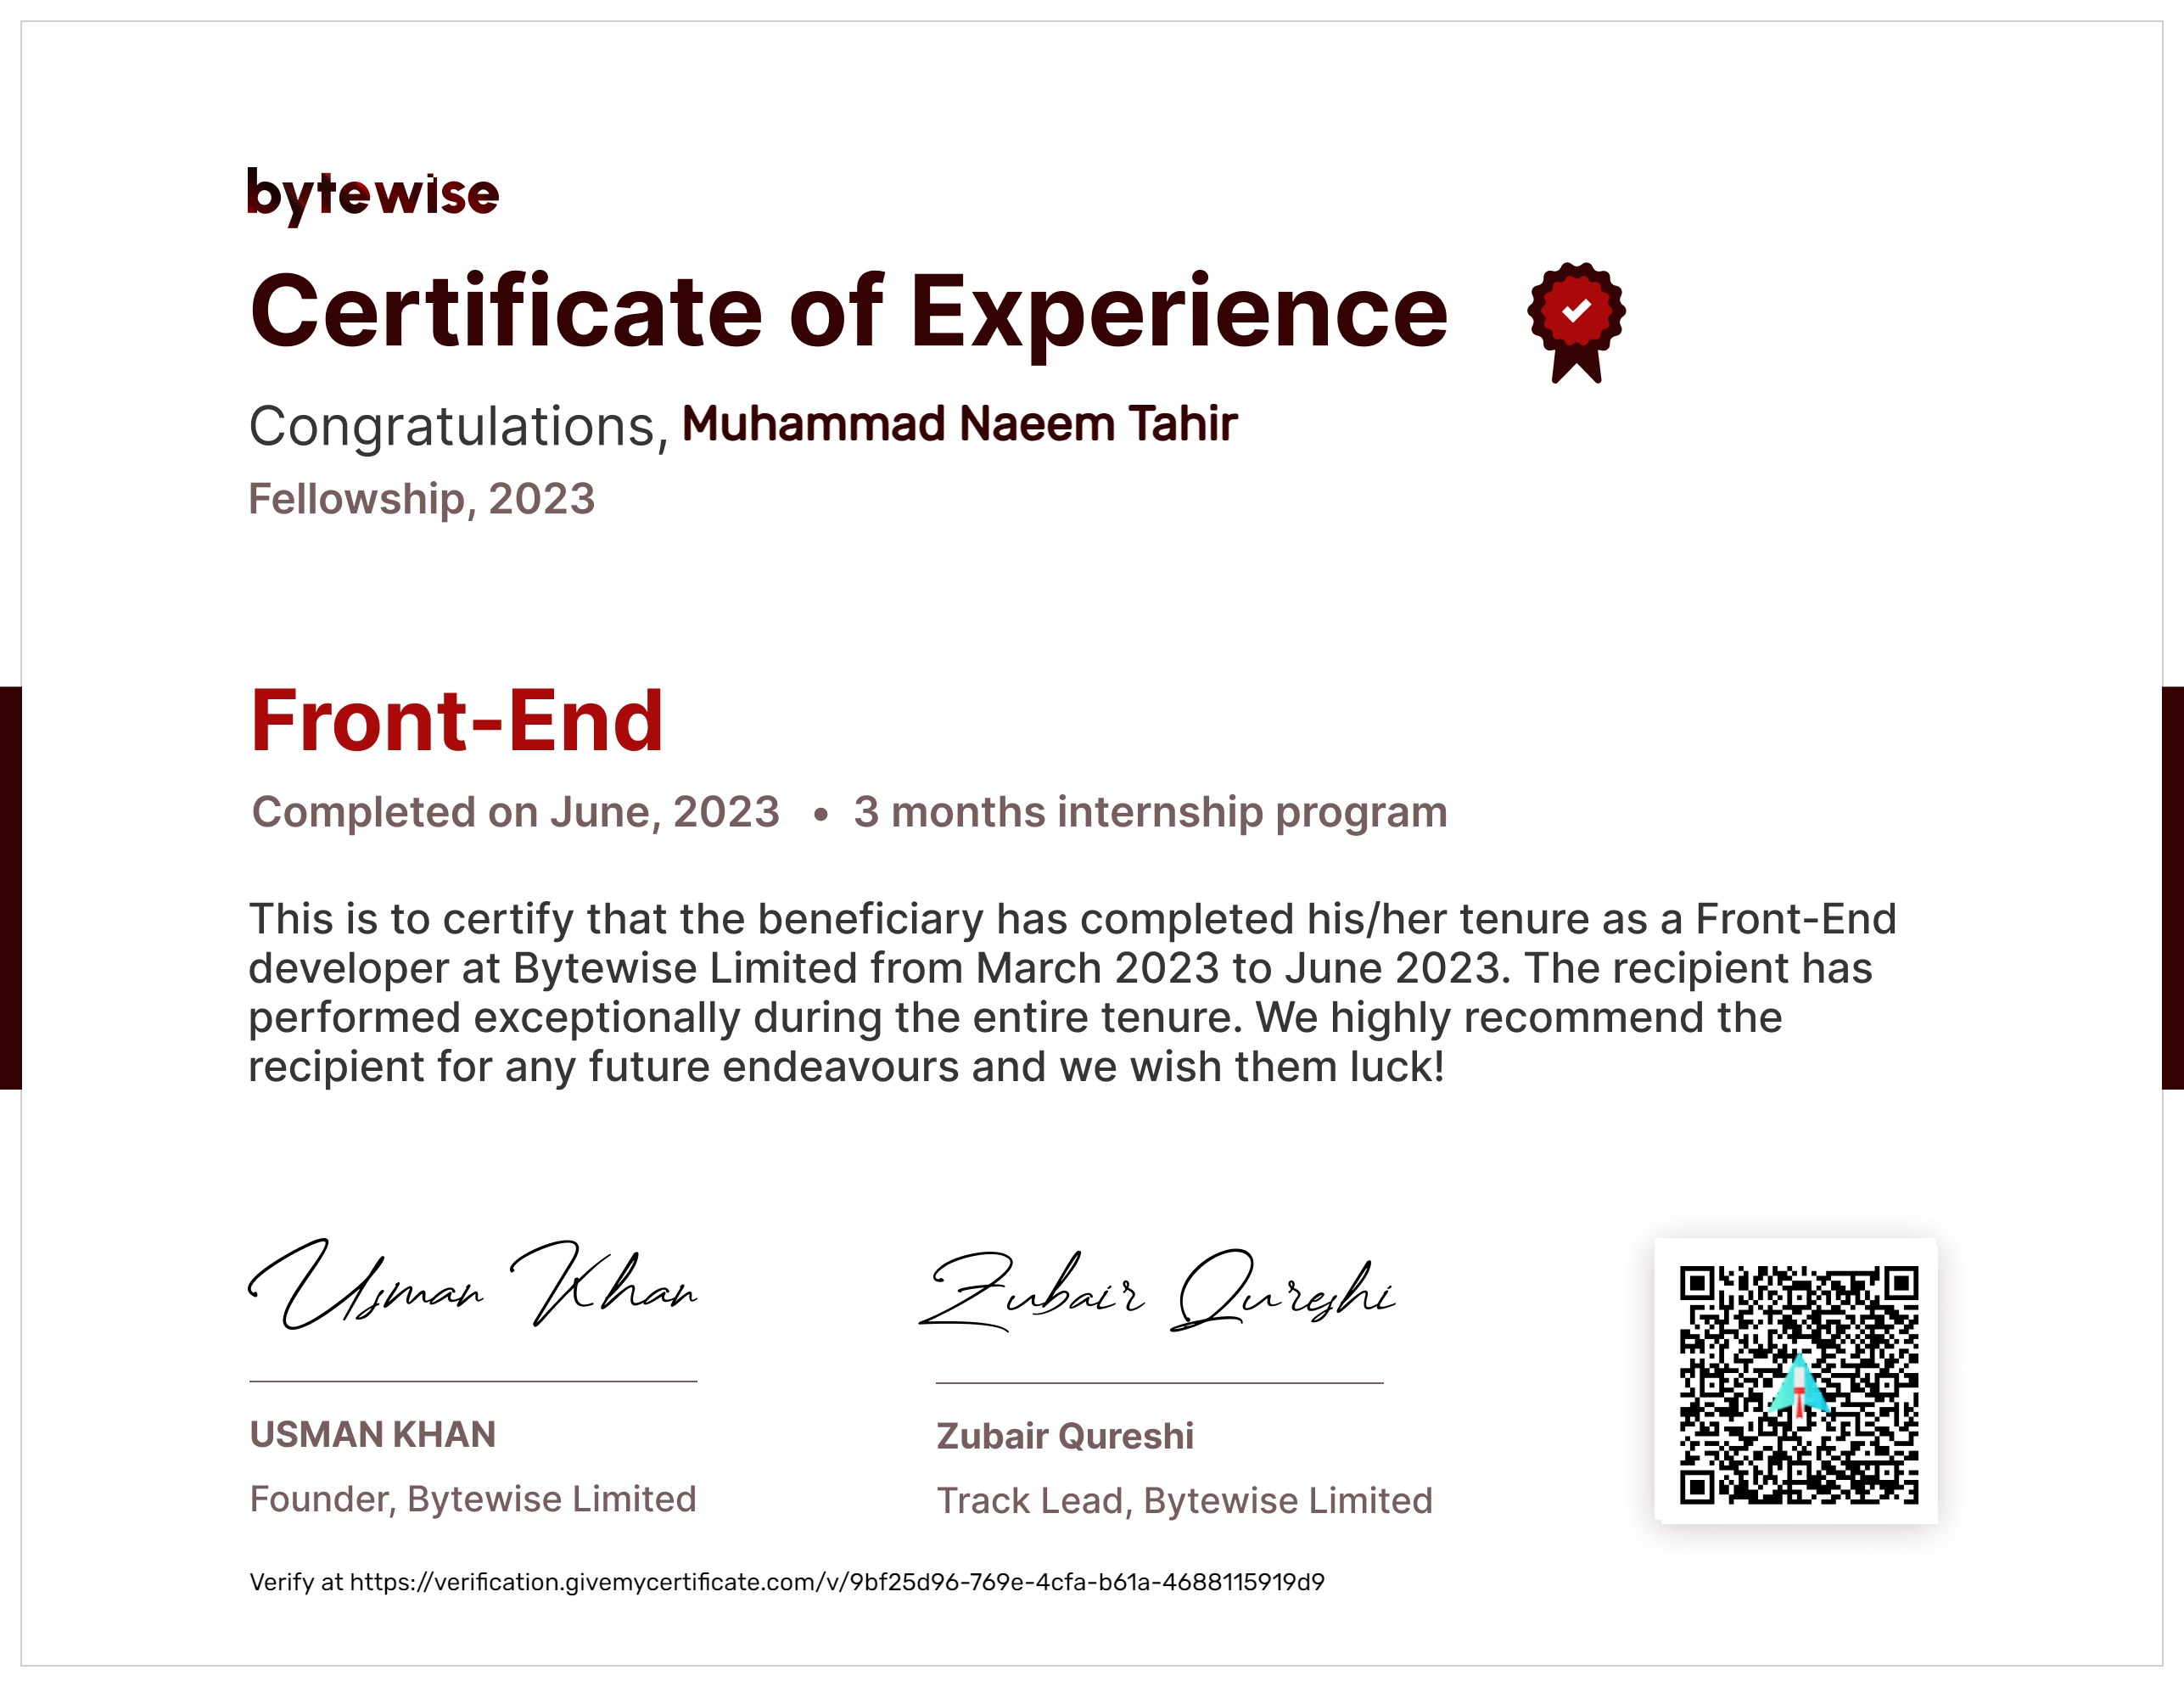 bytewise
Certificate of Experience
Congratulations, Muhammad Naeem Tahir
Fellowship, 2023
Front-End
Completed on June, 2023 • 3 months internship program
This is to certify that the beneficiary has completed his/her tenure as a Front-End
developer at Bytewise Limited from March 2023 to June 2023. The recipient has
performed exceptionally during the entire tenure. We highly recommend the
recipient for any future endeavours and we wish them luck!
Usman Khan
Zubair Qureshi
USMAN KHAN
Zubair Qureshi
Founder, Bytewise Limited
Track Lead, Bytewise Limited
Verify at https://verification.givemycertificate.com/v/9bf25d96-769e-4cfa-b61a-4688115919d9